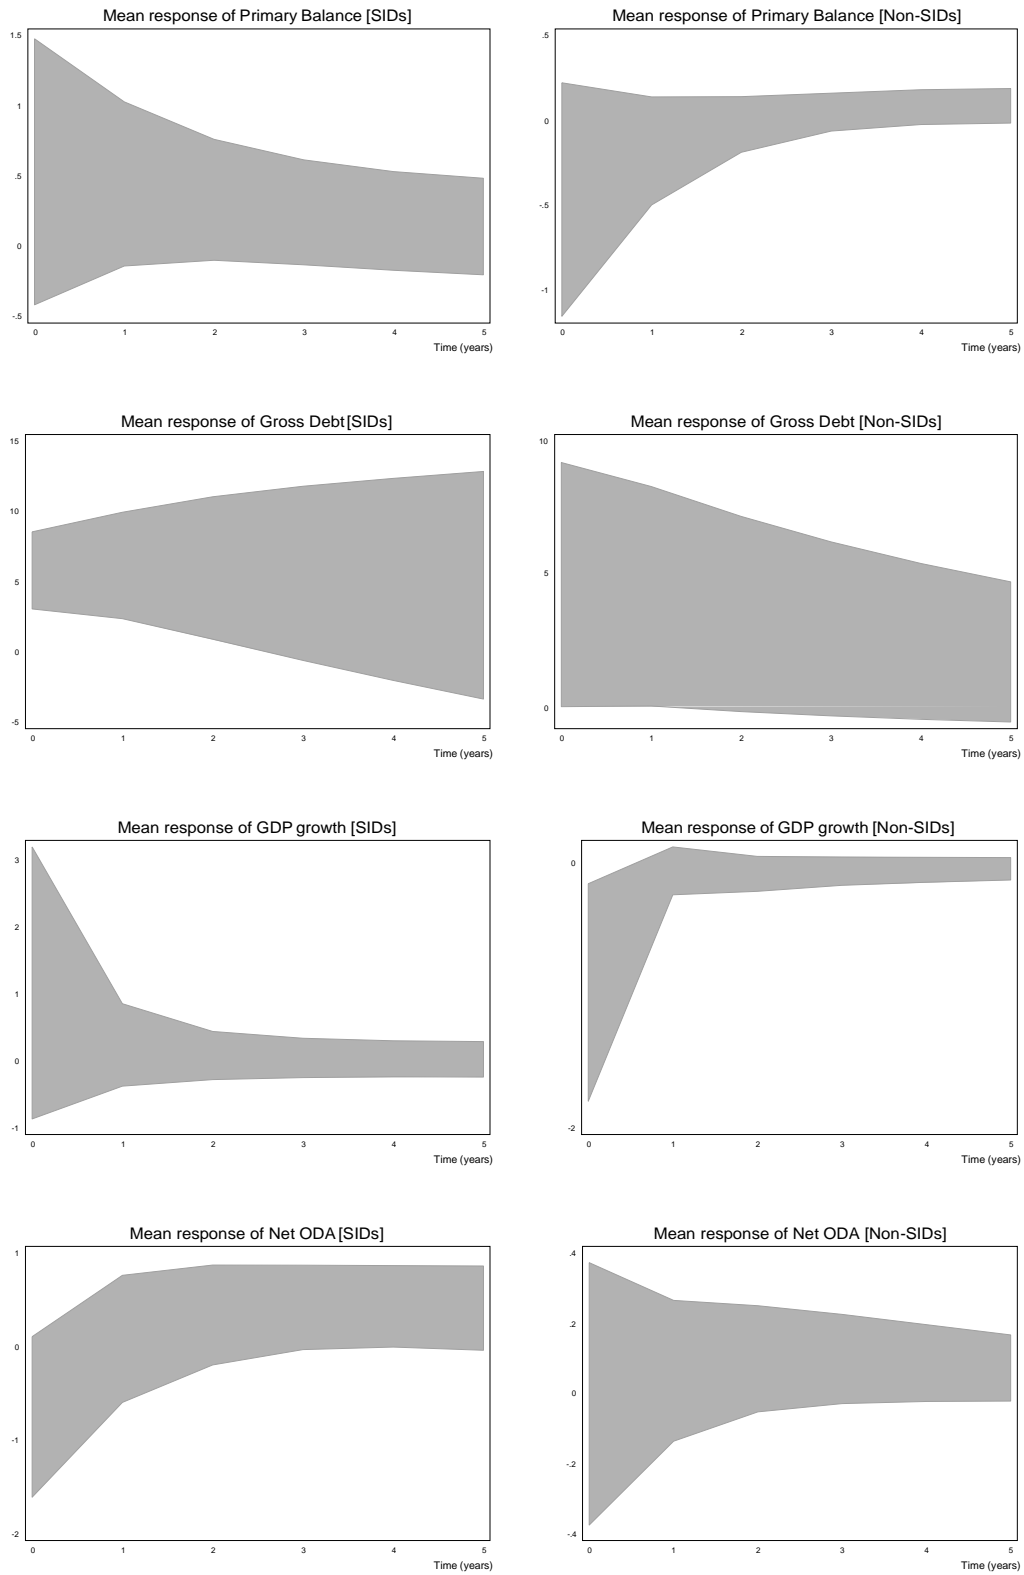 Mean response of Primary Balance [SIDs]
1.5
1
.5
0
-.5
0 1 2 3 4 5
Time (years)
Mean response of Primary Balance [Non-SIDs]
.5
0
-.5
-1
0 1 2 3 4 5
Time (years)
Mean response of Gross Debt [SIDs]
15
10
5
0
-5
0 1 2 3 4 5
Time (years)
Mean response of Gross Debt [Non-SIDs]
10
5
0
0 1 2 3 4 5
Time (years)
Mean response of GDP growth [SIDs]
3
2
1
0
-1
0 1 2 3 4 5
Time (years)
Mean response of GDP growth [Non-SIDs]
0
-2
0 1 2 3 4 5
Time (years)
Mean response of Net ODA [SIDs]
1
0
-1
-2
0 1 2 3 4 5
Time (years)
Mean response of Net ODA [Non-SIDs]
.4
.2
0
-.2
-.4
0 1 2 3 4 5
Time (years)